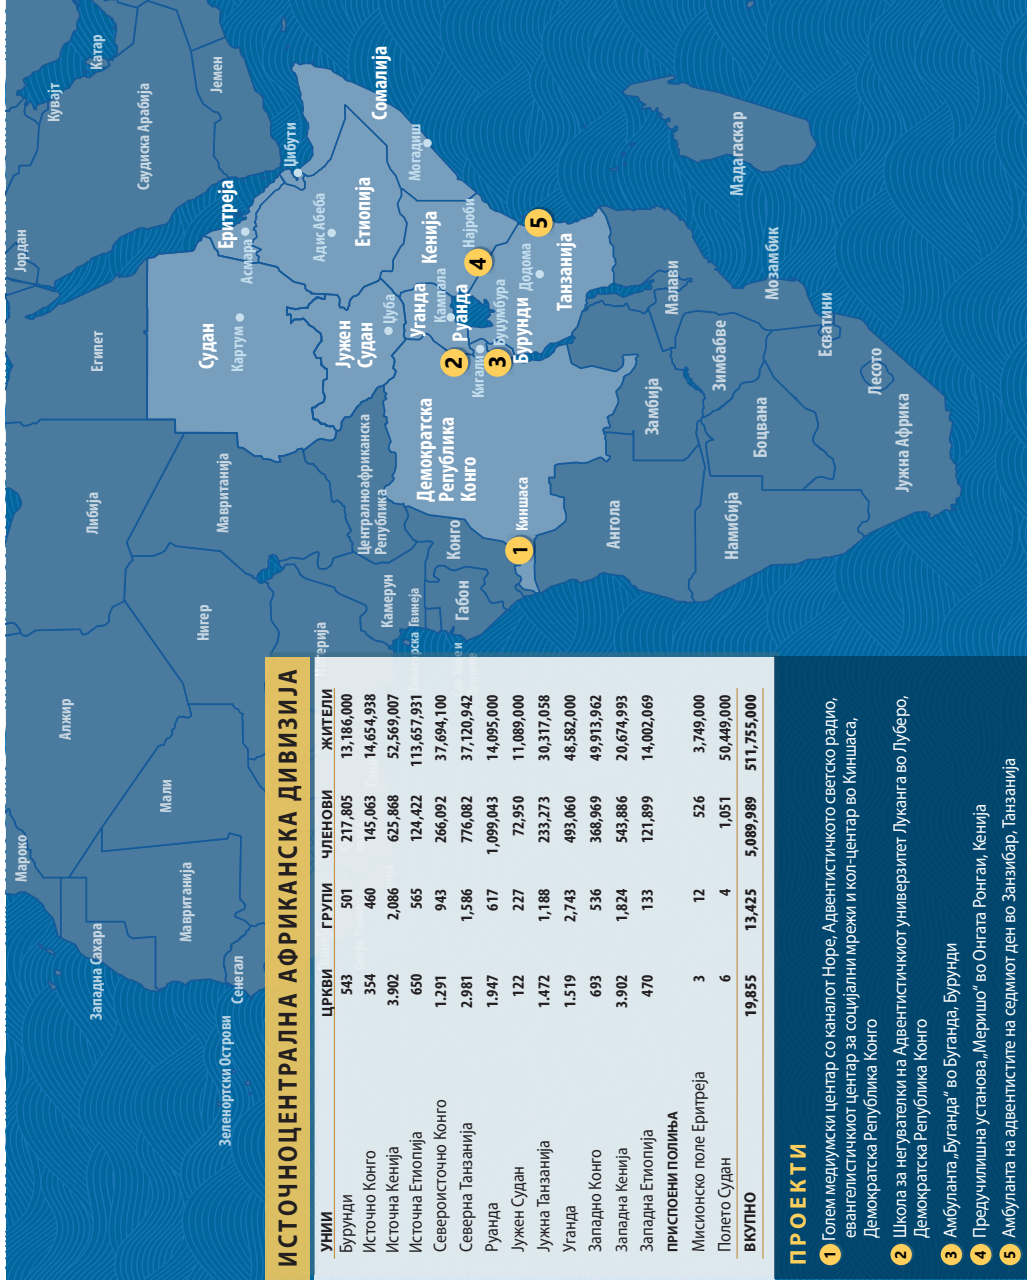 ИСТОЧНОЦЕНТРАЛНА АФРИКАНСКА ДИВИЗИЈА
УНИИ ЦРКВИ ГРУПИ ЧЛЕНОВИ ЖИТЕЛИ
Бурунди 543 501 217,805 13,186,000
Источно Конго 354 460 145,063 14,654,938
Источна Кенија 3.902 2,086 625,868 52,569,007
Источна Етиопија 650 565 124,422 113,657,931
Североисточно Конго 1.291 943 266,092 37,694,100
Северна Танзанија 2.981 1,586 776,082 37,120,942
Руанда 1.947 617 1,099,043 14,095,000
Јужен Судан 122 227 72,950 11,089,000
Јужна Танзанија 1.472 1,188 233,273 30,317,058
Уганда 1.519 2,743 493,060 48,582,000
Западно Конго 693 536 368,969 49,913,962
Западна Кенија 3.902 1,824 543,886 20,674,993
Западна Етиопија 470 133 121,899 14,002,069
ПРИСПОЕНИ ПОЛИЊА
Мисионско поле Еритреја 3 12 526 3,749,000
Полето Судан 6 4 1,051 50,449,000
ВКУПНО 19,855 13,425 5,089,989 511,755,000
ПРОЕКТИ
1 Голем медиумски центар со каналот Hope, Адвентистичкото светско радио,
евангелистичкиот центар за социјални мрежи и кол-центар во Киншаса,
Демократска Република Конго
2 Школа за негувателки на Адвентистичкиот универзитет Луканга во Луберо,
Демократска Република Конго
3 Амбуланта „Буганда“ во Буганда, Бурунди
4 Предучилишна установа „Меришо“ во Онгата Ронгаи, Кенија
5 Амбуланта на адвентистите на седмиот ден во Занзибар, Танзанија
Мароко
Западна Сахара
Зеленортски Острови
Сенегал
Мавританија
Мали
Алжир
Либија
Нигер
Мавританија
Египет
Јордан
Кувајт
Катар
Саудиска Арабија
Јемен
Судан
Картум
Еритреја
Асмара
Џибути
Адис Абеба
Етиопија
Сомалија
Могадиш
Јужен
Судан
Џуба
Централноафриканска
Република
Камерун
Габон
Конго
Демократска
Република
Конго
1
Киншаса
Уганда
Кампала
Кенија
Најроби
4
Руанда
2
Кигали
3
Буџумбура
Бурунди
Додома
5
Танзанија
Ангола
Замбија
Малави
Мозамбик
Мадагаскар
Зимбабве
Боцвана
Намибија
Есватини
Лесото
Јужна Африка